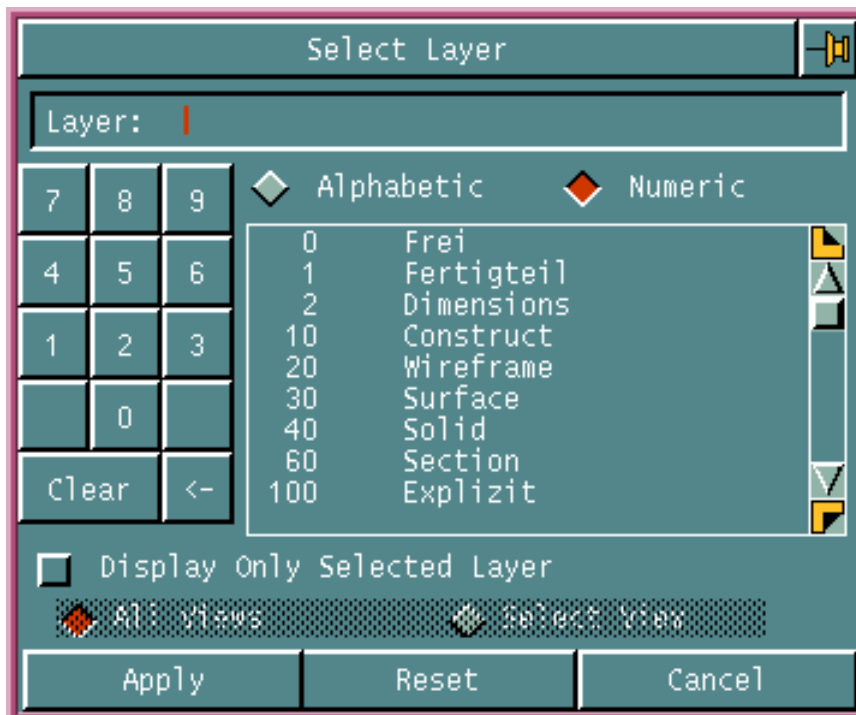 Select Layer
Layer:
7 8 9
4 5 6
1 2 3
0
Clear <-
Alphabetic Numeric
0 Frei
1 Fertigteil
2 Dimensions
10 Construct
20 Wireframe
30 Surface
40 Solid
60 Section
100 Explizit
Display Only Selected Layer
All Views Select View
Apply Reset Cancel